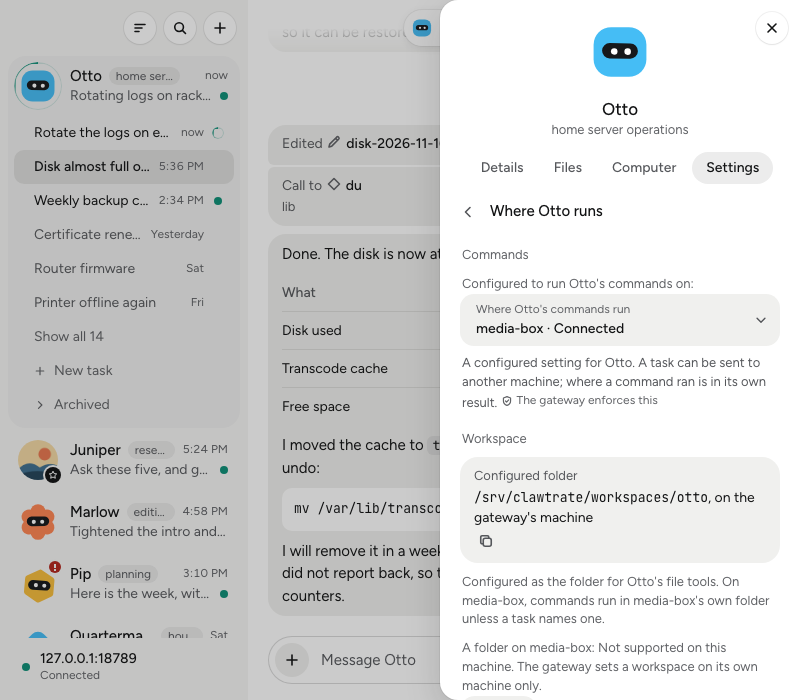 Otto
home ser...
now
Rotating logs on rack...
Rotate the logs on e...
now
Disk almost full o...
5:36 PM
Weekly backup c...
2:34 PM
Certificate rene...
Yesterday
Router firmware
Sat
Printer offline again
Fri
Show all 14
New task
Archived
Juniper
rese...
5:24 PM
Ask these five, and g...
Marlow
editi...
4:58 PM
Tightened the intro and...
Pip
planning
3:10 PM
Here is the week, wit...
Quarterma
hou
Sat
127.0.0.1:18789
Connected
so it can be restor
Edited
disk-2026-11-1
Call to
du
lib
Done. The disk is now at
What
Disk used
Transcode cache
Free space
I moved the cache to
undo:
mv /var/lib/transco
I will remove it in a week
did not report back, so t
counters.
Message Otto
Otto
home server operations
Details
Files
Computer
Settings
Where Otto runs
Commands
Configured to run Otto's commands on:
Where Otto's commands run
media-box · Connected
A configured setting for Otto. A task can be sent to
another machine; where a command ran is in its own
result. The gateway enforces this
Workspace
Configured folder
/srv/clawtrate/workspaces/otto, on the
gateway's machine
Configured as the folder for Otto's file tools. On
media-box, commands run in media-box's own folder
unless a task names one.
A folder on media-box: Not supported on this
machine. The gateway sets a workspace on its own
machine only.